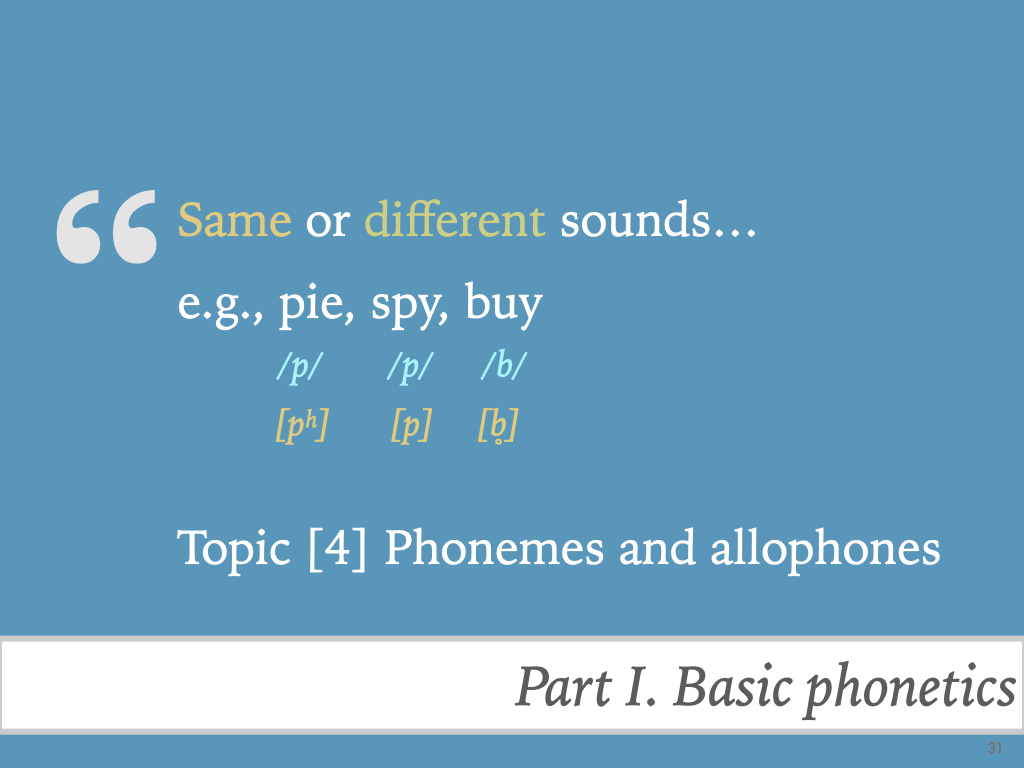 “
Same or different sounds…
e.g., pie, spy, buy
/p/ /p/ /b/
[pʰ] [p] [b̥]
Topic [4] Phonemes and allophones
Part I. Basic phonetics
31